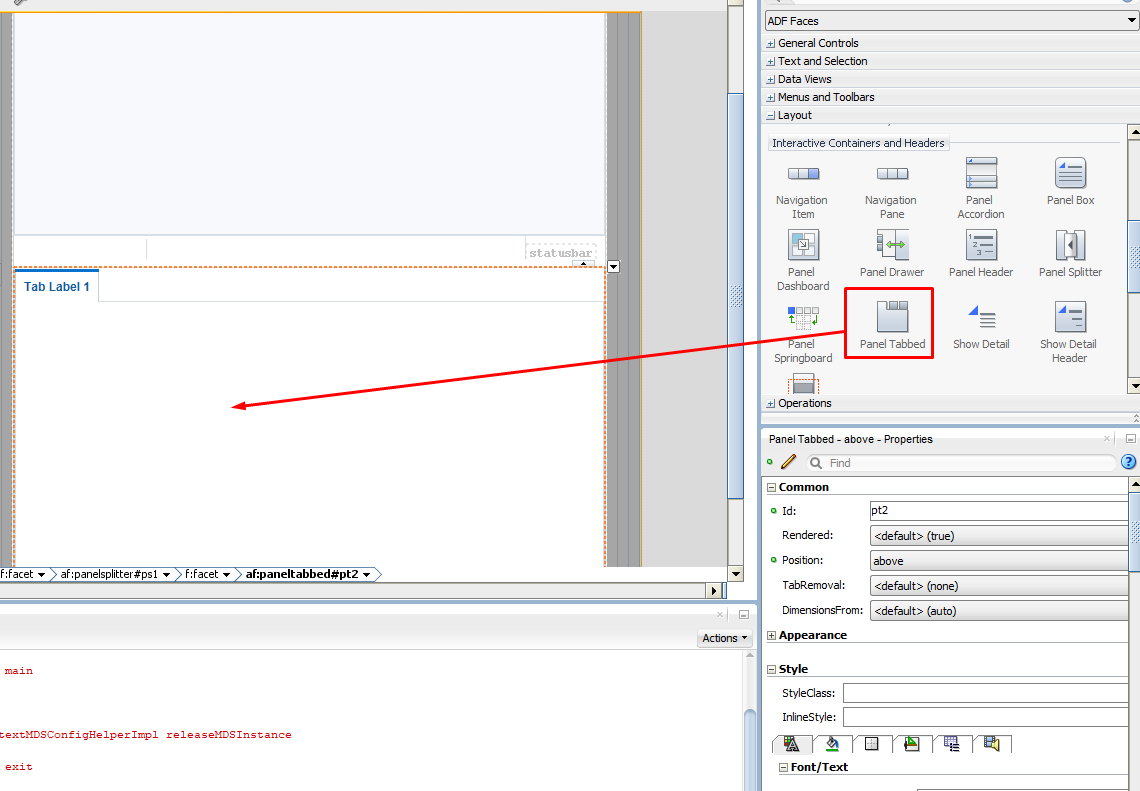 statusbar
Tab Label 1
f:facet
af:panelsplitter#ps1
f:facet
af:paneltabbed#pt2
Actions
main
textMDSConfigHelperImpl releaseMDSInstance
exit
ADF Faces
General Controls
Text and Selection
Data Views
Menus and Toolbars
Layout
Interactive Containers and Headers
Navigation
Item
Navigation
Pane
Panel
Accordion
Panel Box
Panel
Dashboard
Panel Drawer
Panel Header
Panel Splitter
Panel
Springboard
Panel Tabbed
Show Detail
Show Detail
Header
Operations
Panel Tabbed - above - Properties
Find
?
Common
Id: pt2
Rendered: <default> (true)
Position: above
TabRemoval: <default> (none)
DimensionsFrom: <default> (auto)
Appearance
Style
StyleClass:
InlineStyle:
Font/Text